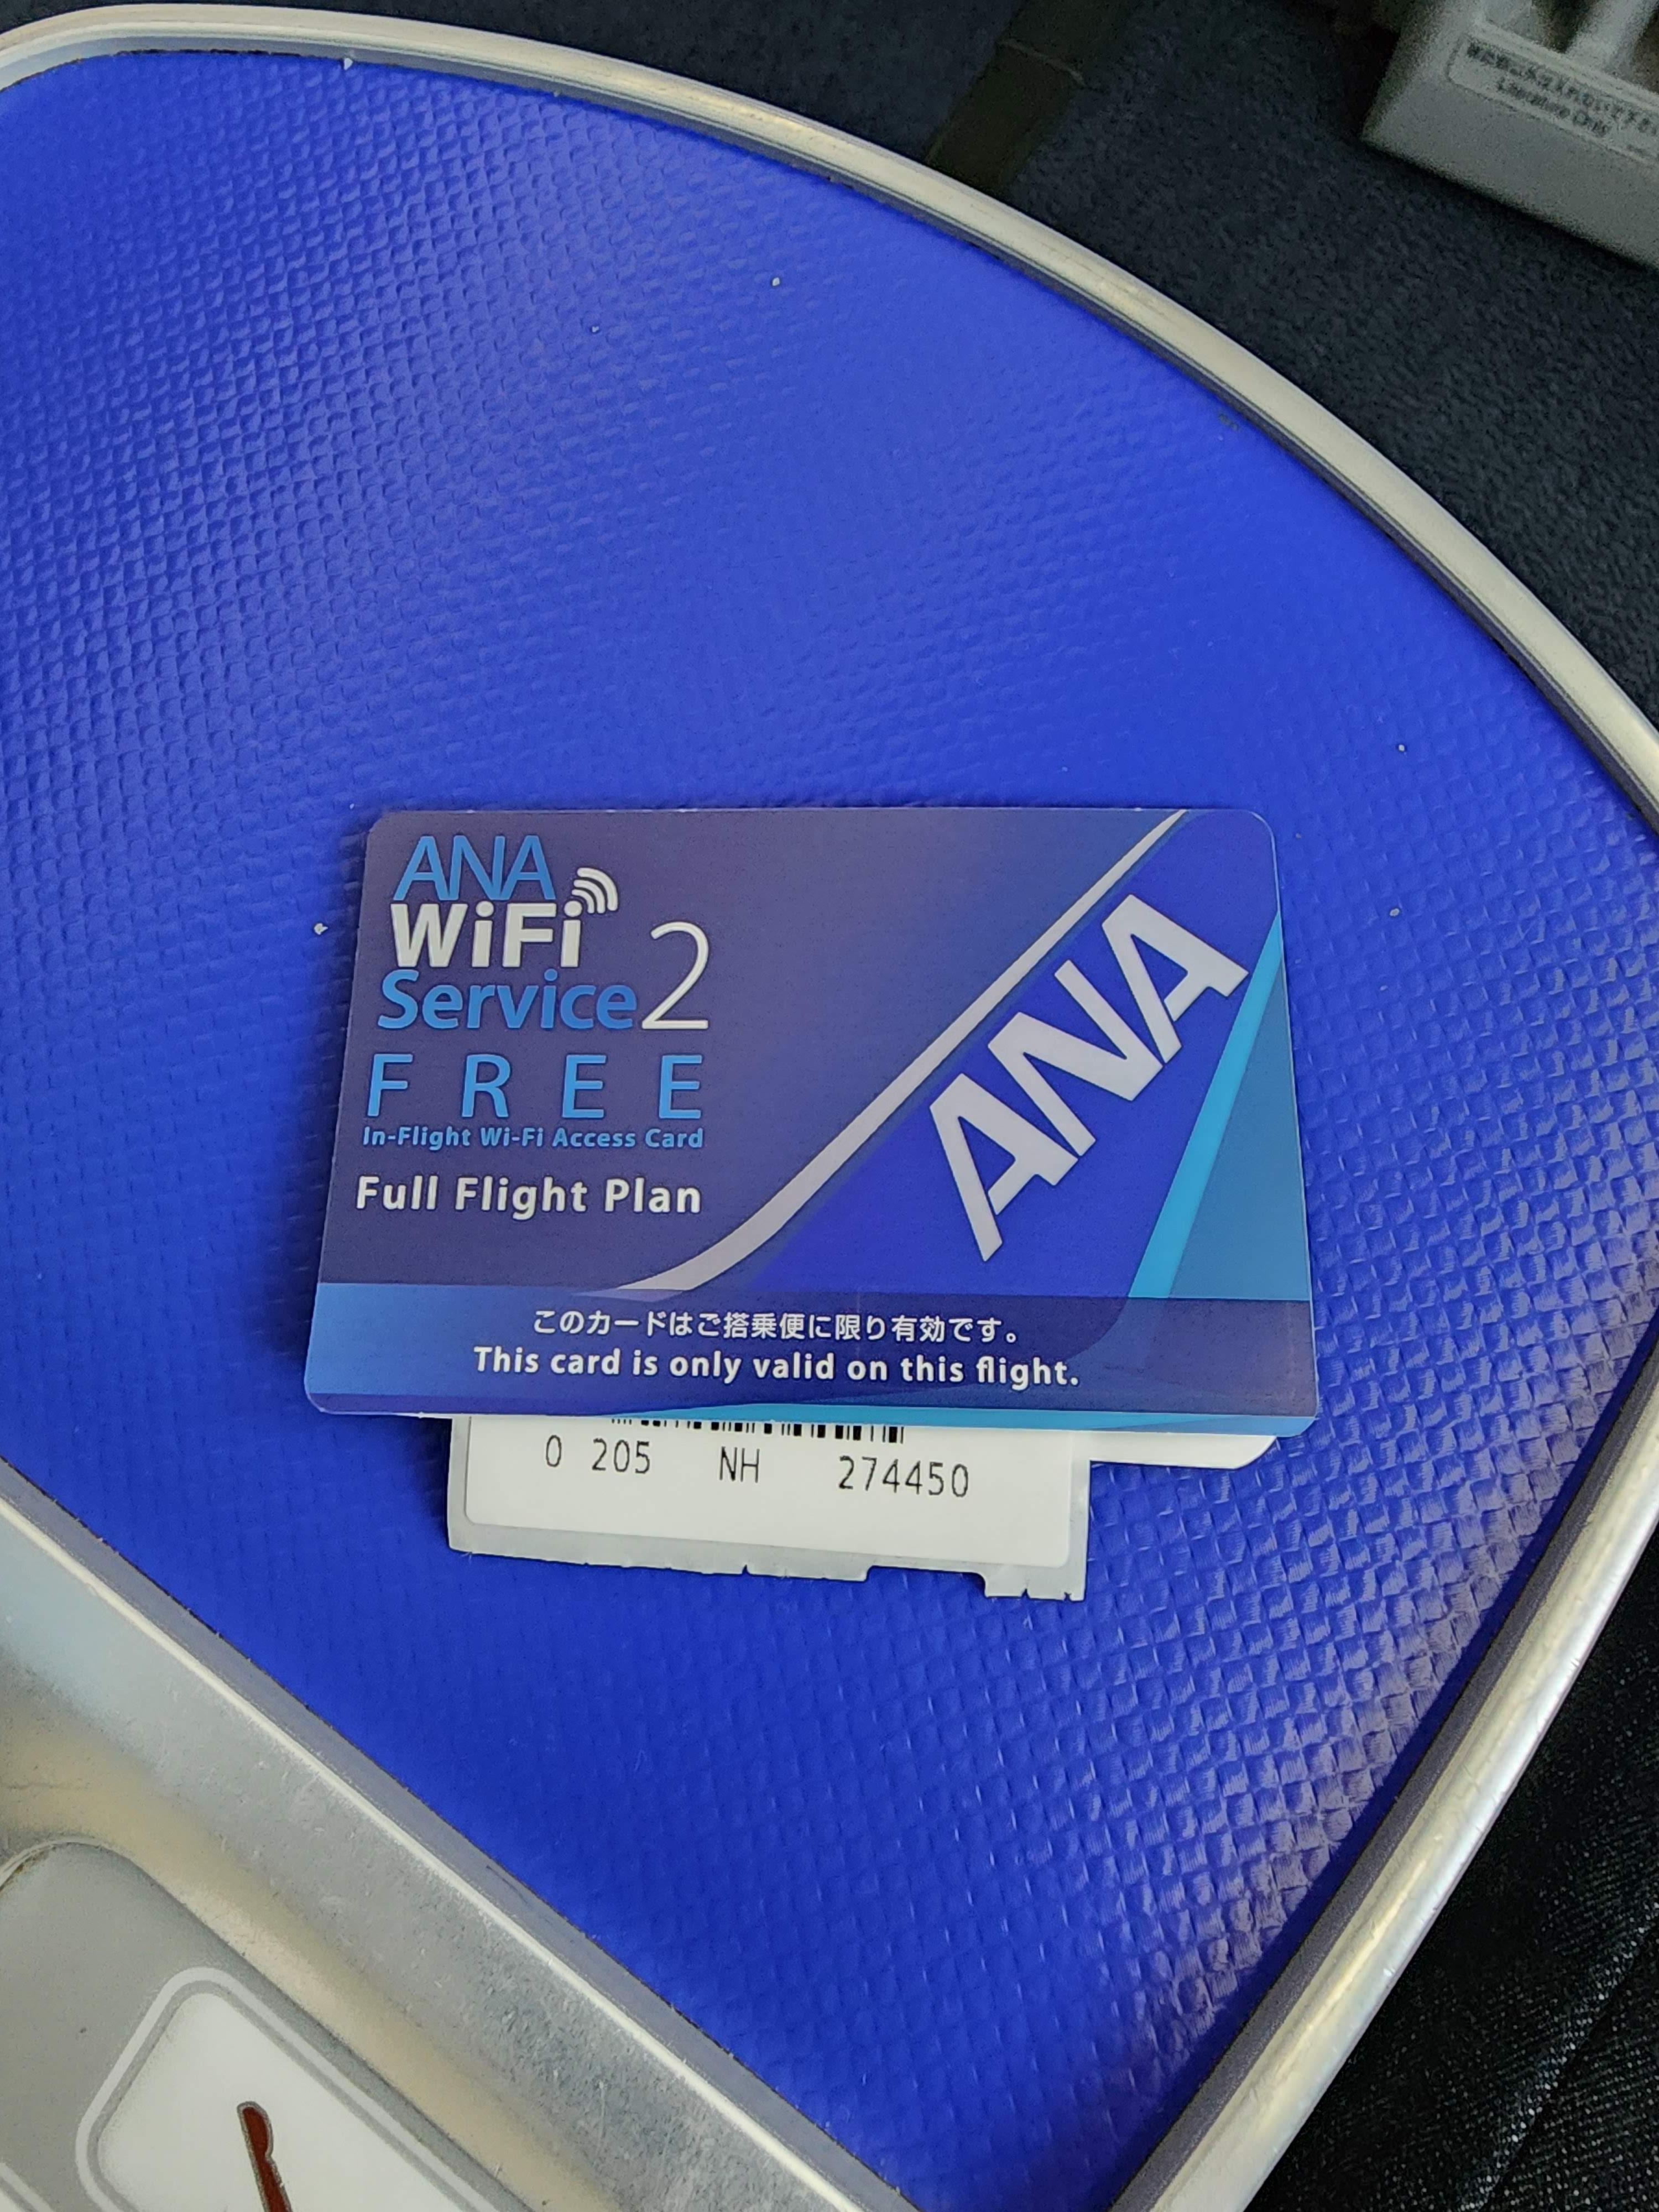 Literature Only
ANA
WiFi
Service2
FREE
In-Flight Wi-Fi Access Card
Full Flight Plan
ANA
このカードはご搭乗便に限り有効です。
This card is only valid on this flight.
0 205 NH 274450